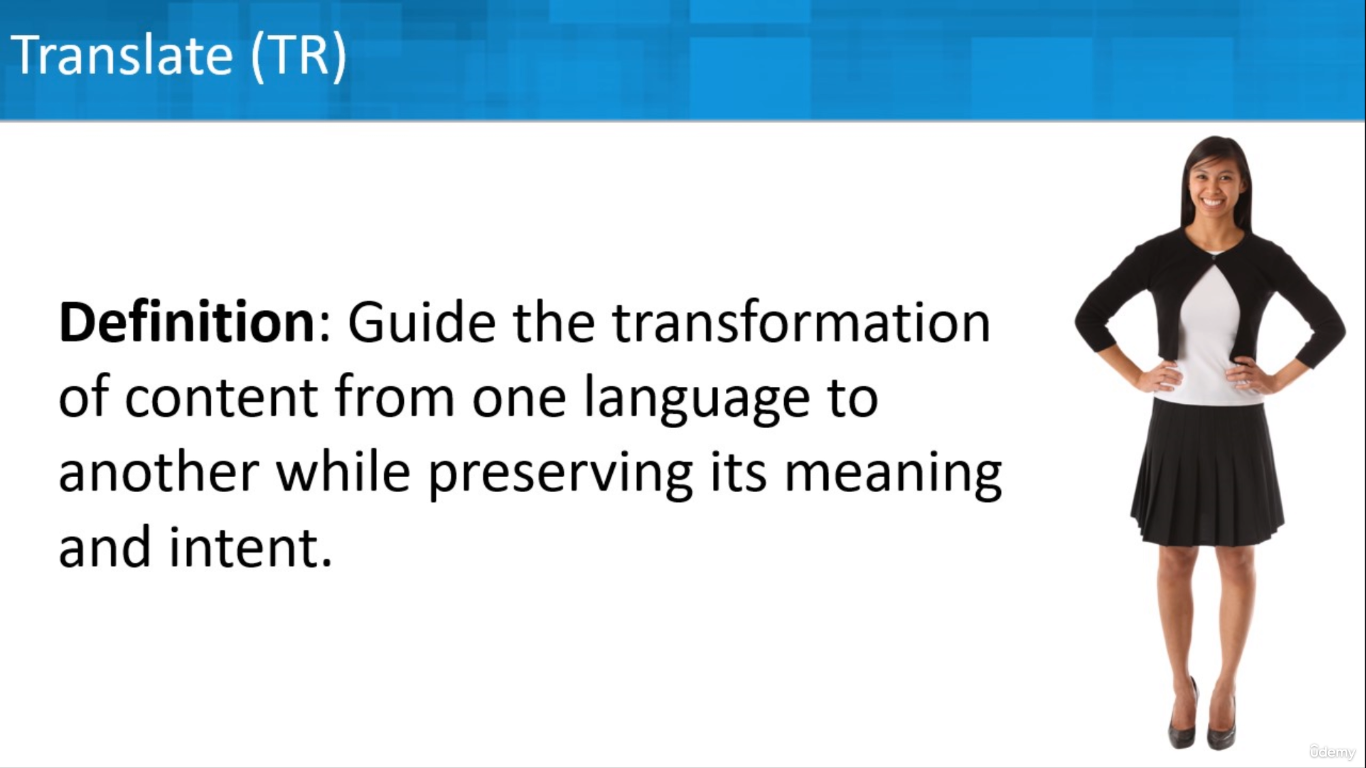 Translate (TR)
Definition: Guide the transformation
of content from one language to
another while preserving its meaning
and intent.
ûdemy